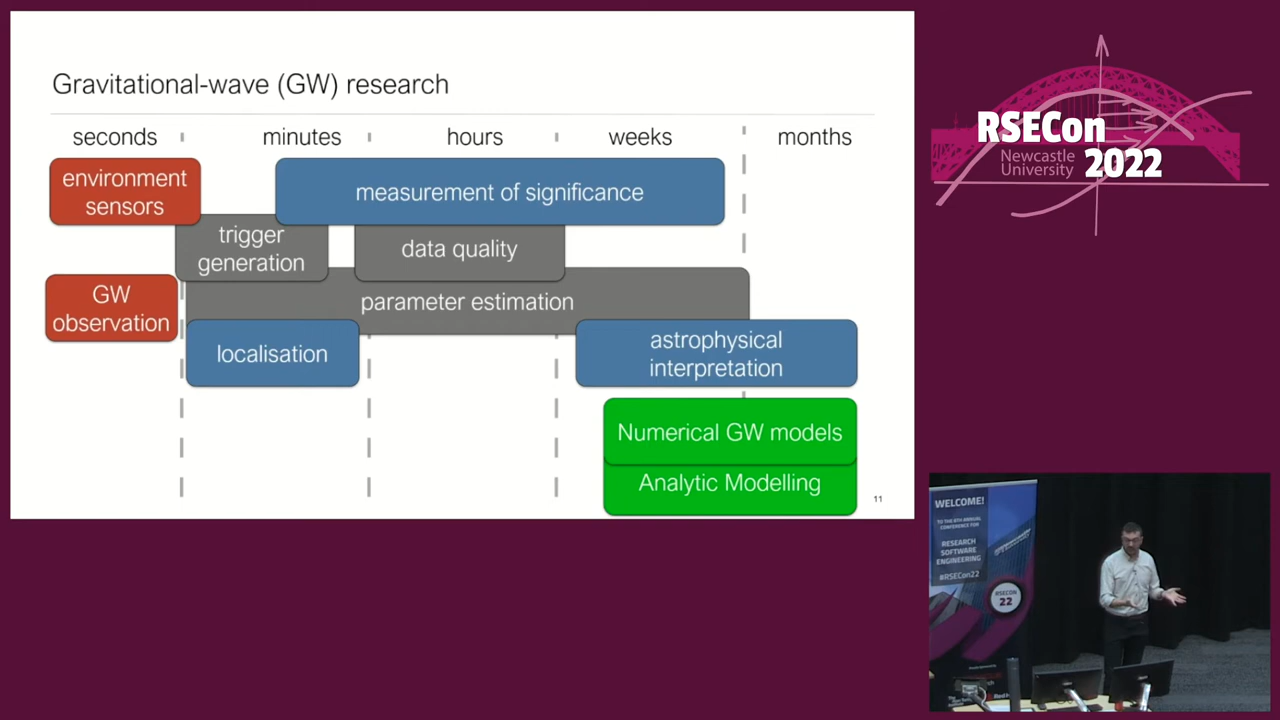 Gravitational-wave (GW) research
seconds minutes hours weeks months
environment
sensors
measurement of significance
trigger
generation
data quality
GW
observation
parameter estimation
localisation
astrophysical
interpretation
Numerical GW models
Analytic Modelling
11
RSECon
Newcastle
University
2022
WELCOME!
TO THE 6TH ANNUAL
CONFERENCE FOR
RESEARCH
SOFTWARE
ENGINEERING
#RSECon22
RSECON
22